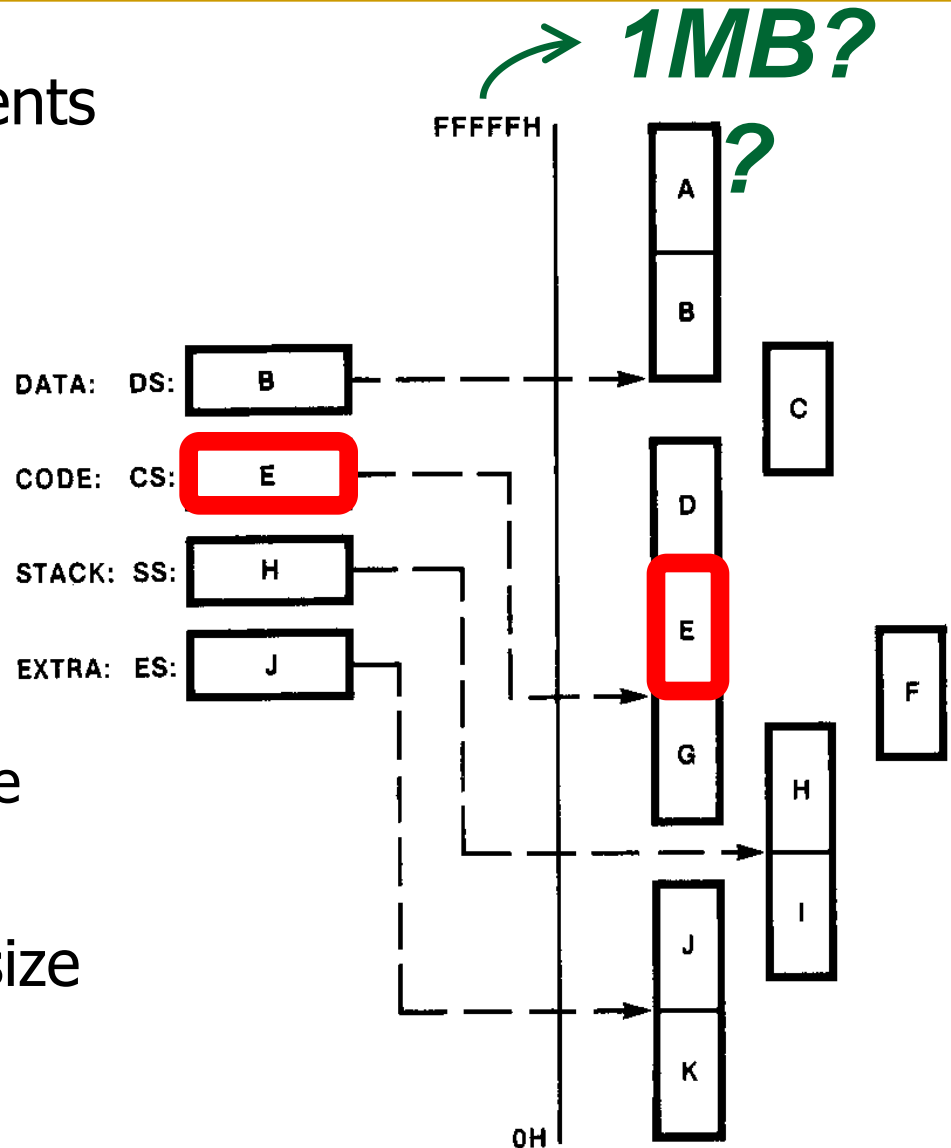 1MB?
ents
FFFFFH
?
A
B
DATA: DS: B
C
CODE: CS: E
D
STACK: SS: H
E
EXTRA: ES: J
F
G
e
H
I
size
J
K
0H